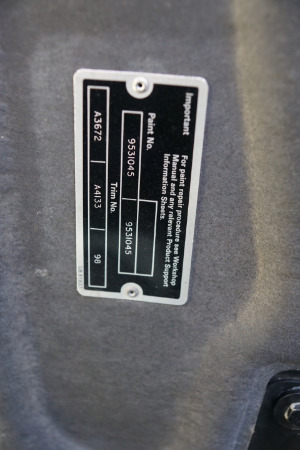 Important
For paint repair procedure see Workshop
Manual and any relevant Product Support
Information Sheets.
Paint No.
9531045 9531045
Trim No.
A3672 A4133 98